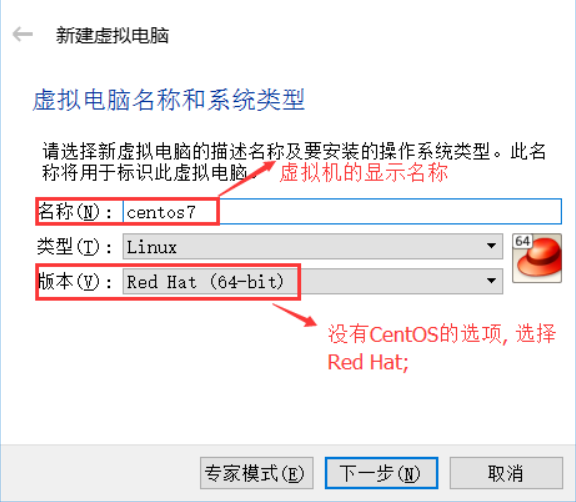 新建虚拟电脑
虚拟电脑名称和系统类型
请选择新虚拟电脑的描述名称及要安装的操作系统类型。此名
称将用于标识此虚拟电脑。
虚拟机的显示名称
名称(N)： centos7
类型(T)： Linux
64
版本(V)： Red Hat (64-bit)
没有CentOS的选项, 选择
Red Hat;
专家模式(E)
下一步(N)
取消